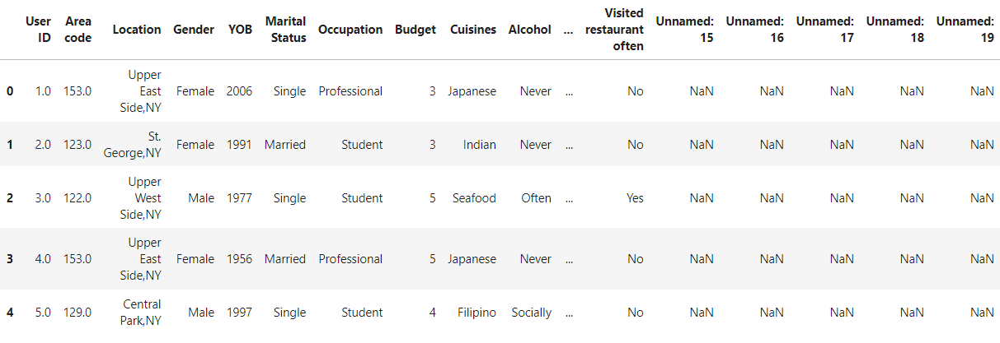 User ID Area code Location Gender YOB Marital Status Occupation Budget Cuisines Alcohol ... Visited restaurant often Unnamed: 15 Unnamed: 16 Unnamed: 17 Unnamed: 18 Unnamed: 19
0 1.0 153.0 Upper East Side,NY Female 2006 Single Professional 3 Japanese Never ... No NaN NaN NaN NaN NaN
1 2.0 123.0 St. George,NY Female 1991 Married Student 3 Indian Never ... No NaN NaN NaN NaN NaN
2 3.0 122.0 Upper West Side,NY Male 1977 Single Student 5 Seafood Often ... Yes NaN NaN NaN NaN NaN
3 4.0 153.0 Upper East Side,NY Female 1956 Married Professional 5 Japanese Never ... No NaN NaN NaN NaN NaN
4 5.0 129.0 Central Park,NY Male 1997 Single Student 4 Filipino Socially ... No NaN NaN NaN NaN NaN